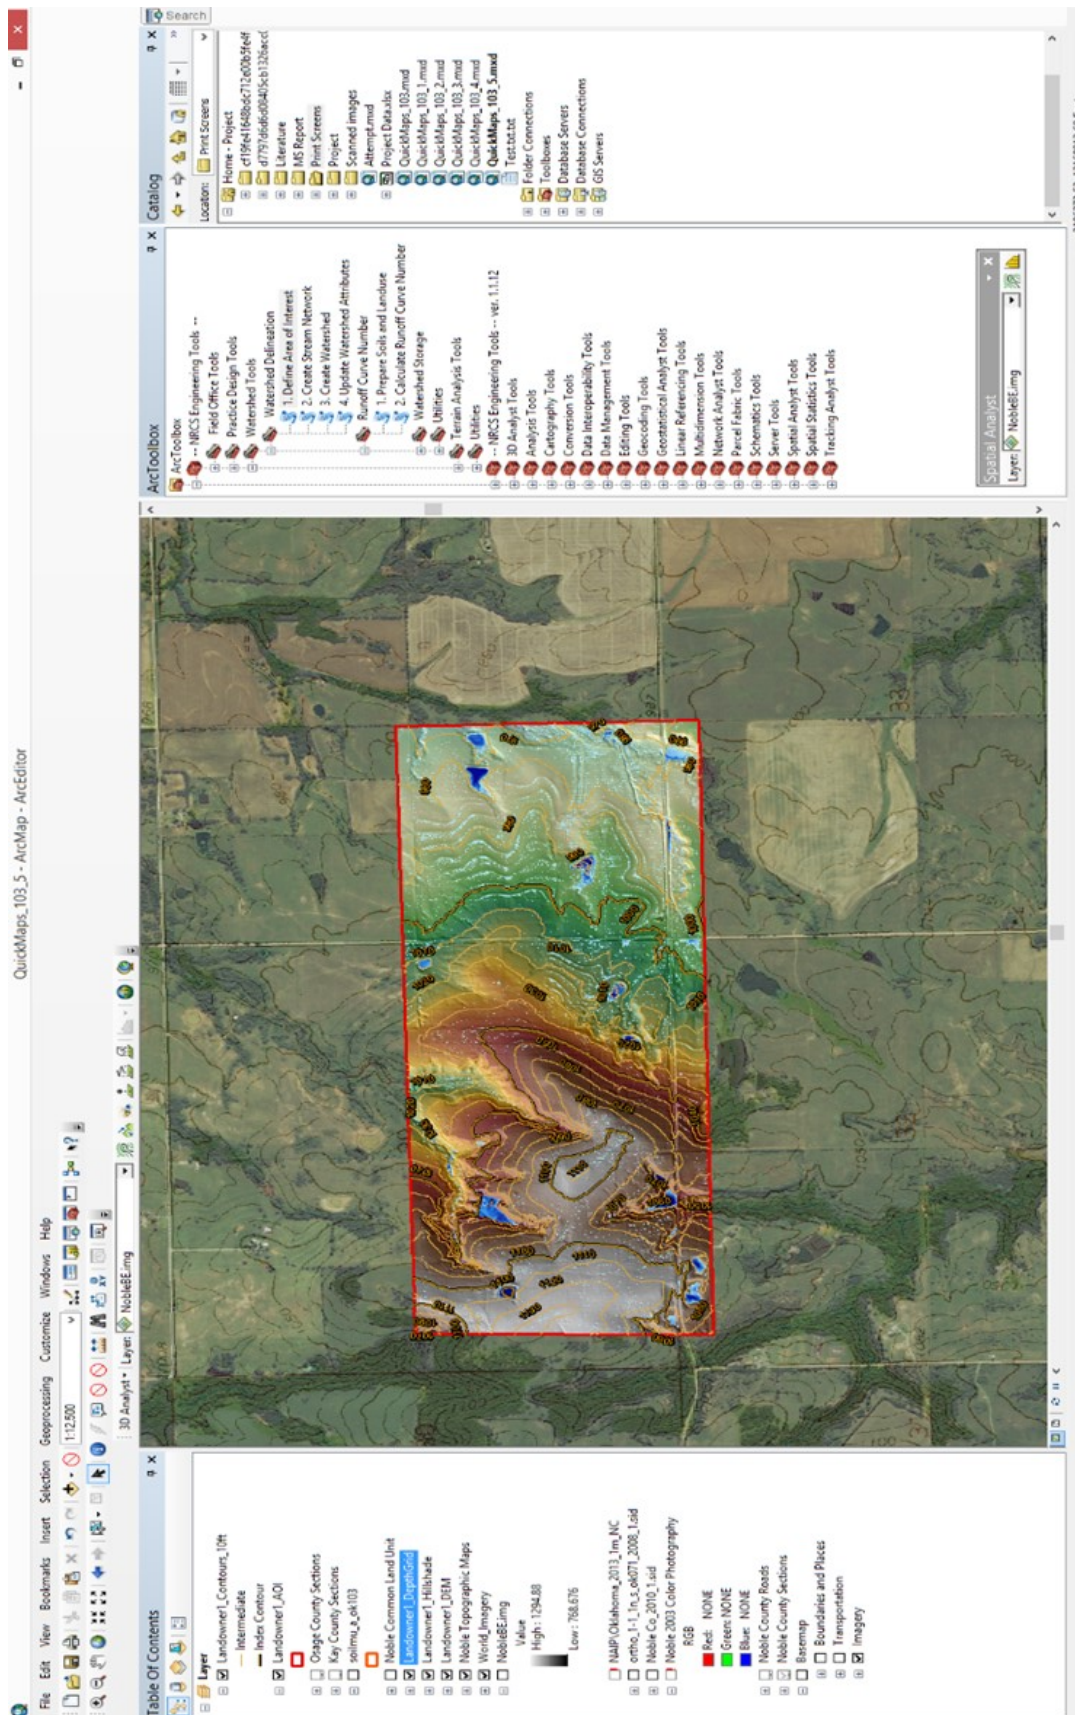 QuickMaps_103_5 - ArcMap - ArcEditor
File Edit View Bookmarks Insert Selection Geoprocessing Customize Windows Help
1:12,500
3D Analyst Layer: NobleBE.img
Table Of Contents
Layer
Landowner1_Contours_10ft
Intermediate
Index Contour
Landowner1_AOI
Osage County Sections
Kay County Sections
soilmu_a_ok103
Noble Common Land Unit
Landowner1_DepthGrid
Landowner1_Hillshade
Landowner1_DEM
Noble Topographic Maps
World_Imagery
NobleBE.img
Value
High : 1294.88
Low : 768.676
NAIP\Oklahoma_2013_1m_NC
ortho_1-1_1n_s_ok071_2008_1.sid
Noble Co_2010_1.sid
Noble 2003 Color Photography
RGB
Red: NONE
Green: NONE
Blue: NONE
Noble County Roads
Noble County Sections
Basemap
Boundaries and Places
Transportation
Imagery
ArcToolbox
ArcToolbox
-- NRCS Engineering Tools --
Field Office Tools
Practice Design Tools
Watershed Tools
Watershed Delineation
1. Define Area of Interest
2. Create Stream Network
3. Create Watershed
4. Update Watershed Attributes
Runoff Curve Number
1. Prepare Soils and Landuse
2. Calculate Runoff Curve Number
Watershed Storage
Utilities
Terrain Analysis Tools
Utilities
-- NRCS Engineering Tools -- ver. 1.1.12
3D Analyst Tools
Analysis Tools
Cartography Tools
Conversion Tools
Data Interoperability Tools
Data Management Tools
Editing Tools
Geocoding Tools
Geostatistical Analyst Tools
Linear Referencing Tools
Multidimension Tools
Network Analyst Tools
Parcel Fabric Tools
Schematics Tools
Server Tools
Spatial Analyst Tools
Spatial Statistics Tools
Tracking Analyst Tools
Spatial Analyst
Layer: NobleBE.img
Catalog
Location: Print Screens
Home - Project
Literature
MS Report
Print Screens
Project
Scanned images
Attempt.mxd
Project Data.xlsx
QuickMaps_103.mxd
QuickMaps_103_1.mxd
QuickMaps_103_2.mxd
QuickMaps_103_3.mxd
QuickMaps_103_4.mxd
QuickMaps_103_5.mxd
Test.txt.txt
Folder Connections
Toolboxes
Database Servers
Database Connections
GIS Servers
Search